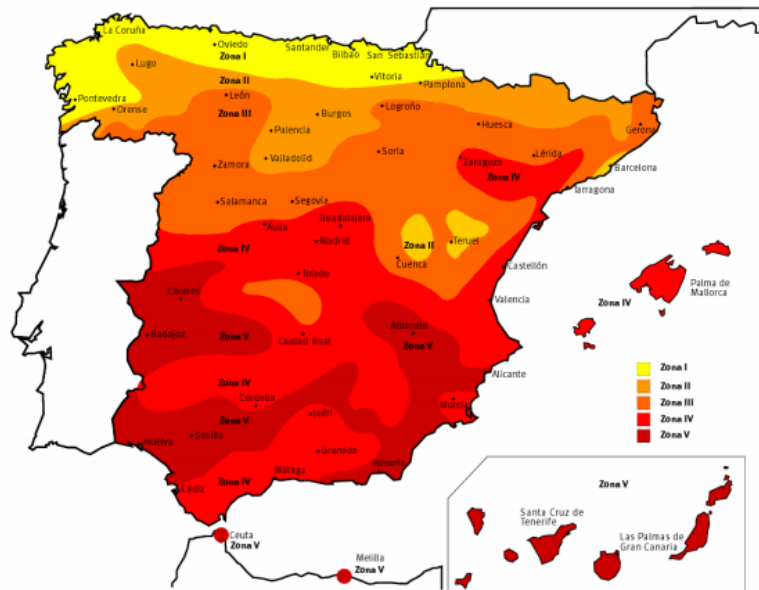 La Coruña
Oviedo
Santandel
Bilbao
San Sebastián
Zona I
Lugo
Vitoria
Zona II
Pamplona
León
Pontevedra
Orense
Zona III
Burgos
Logroño
Huesca
Gerona
Palencia
Valladolid
Soria
Zaragoza
Lérida
Barcelona
Zamora
Zona IV
Tarragona
Salamanca
Segovia
Guadalajara
Ávila
Zona IV
Madrid
Zona II
Teruel
Cuenca
Castellón
Toledo
Palma de
Mallorca
Cáceres
Valencia
Zona IV
Badajoz
Zona V
Ciudad Real
Albacete
Zona V
Alicante
Zona I
Zona II
Zona III
Zona IV
Zona V
Zona IV
Córdoba
Murcia
Zona V
Jaén
Huelva
Sevilla
Granada
Málaga
Almería
Cádiz
Zona IV
Zona V
Santa Cruz de
Tenerife
Las Palmas de
Gran Canaria
Ceuta
Zona V
Melilla
Zona V